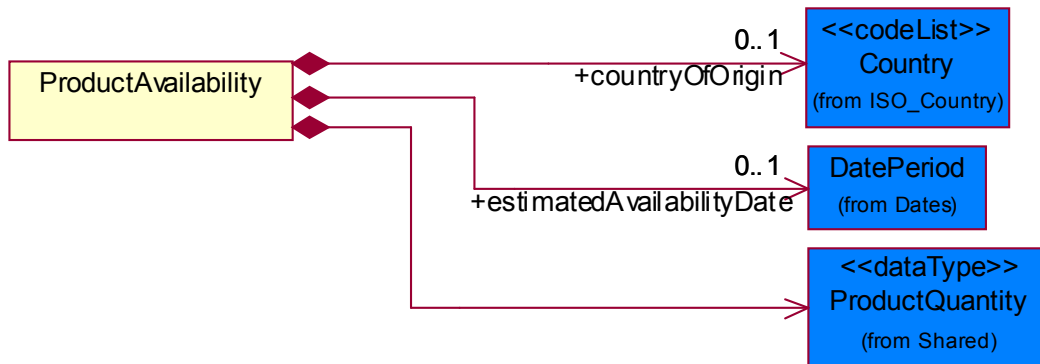 <<codeList>>
0..1
Country
ProductAvailability
+countryOfOrigin
(from ISO_Country)
0..1
DatePeriod
+estimatedAvailabilityDate
(from Dates)
<<dataType>>
ProductQuantity
(from Shared)